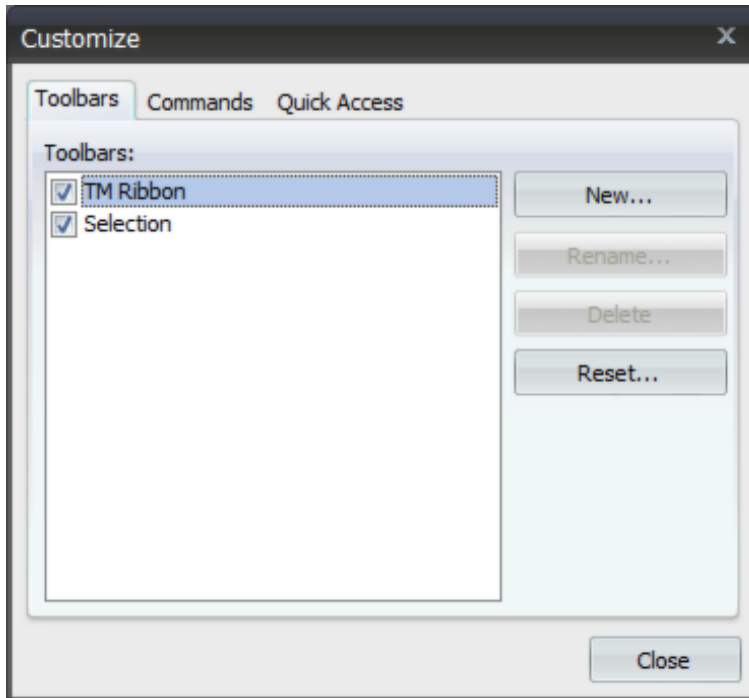 Customize
Toolbars Commands Quick Access
Toolbars:
TM Ribbon
Selection
New...
Rename...
Delete
Reset...
Close